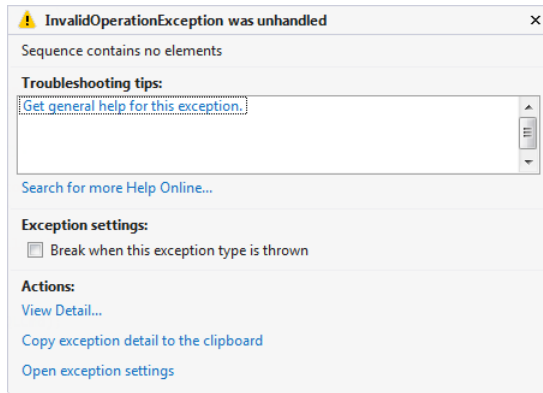 InvalidOperationException was unhandled
Sequence contains no elements
Troubleshooting tips:
Get general help for this exception.
Search for more Help Online...
Exception settings:
Break when this exception type is thrown
Actions:
View Detail...
Copy exception detail to the clipboard
Open exception settings